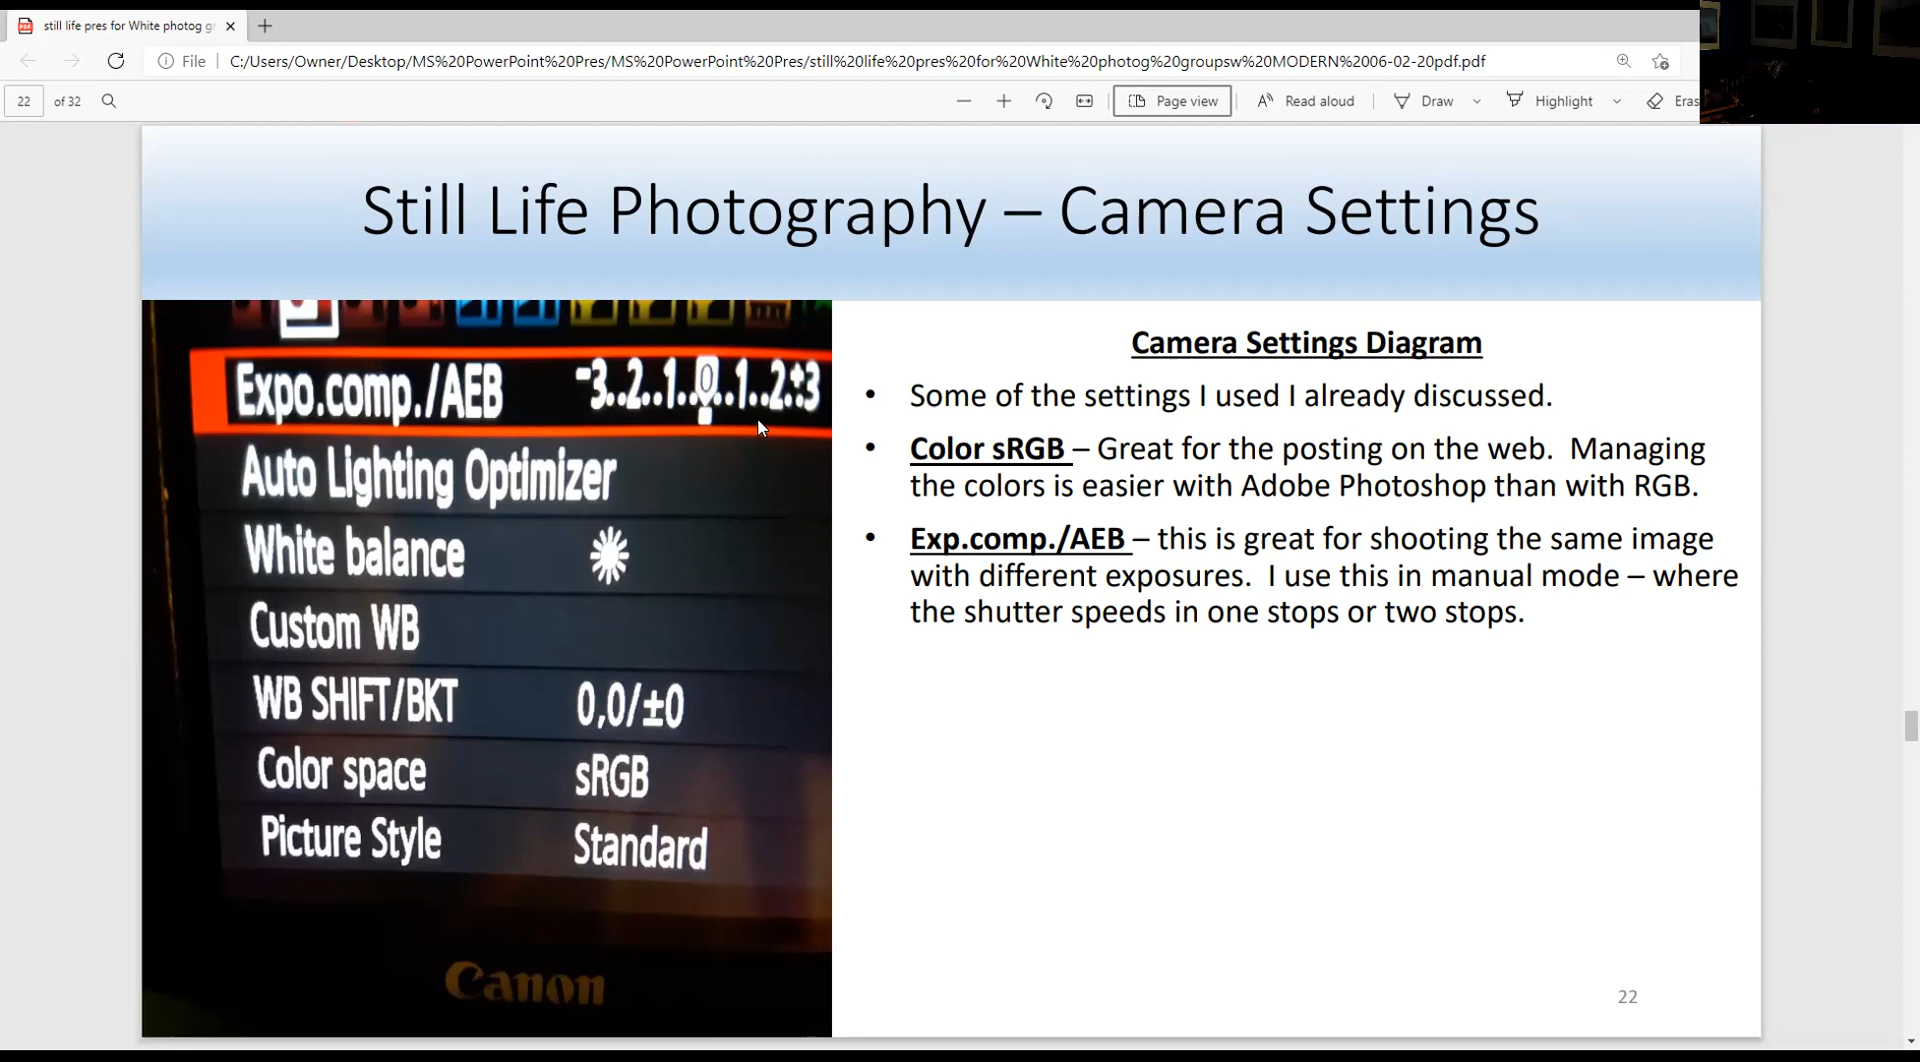 still life pres for White photog g
File
C:/Users/Owner/Desktop/MS%20PowerPoint%20Pres/MS%20PowerPoint%20Pres/still%20life%20pres%20for%20White%20photog%20groupsw%20MODERN%2006-02-20pdf.pdf
22 of 32
Page view
Read aloud
Draw
Highlight
Eras
Still Life Photography – Camera Settings
Expo.comp./AEB -3..2..1..0..1..2..+3
Auto Lighting Optimizer
White balance
Custom WB
WB SHIFT/BKT 0,0/±0
Color space sRGB
Picture Style Standard
Canon
Camera Settings Diagram
• Some of the settings I used I already discussed.
• Color sRGB – Great for the posting on the web. Managing
the colors is easier with Adobe Photoshop than with RGB.
• Exp.comp./AEB – this is great for shooting the same image
with different exposures. I use this in manual mode – where
the shutter speeds in one stops or two stops.
22